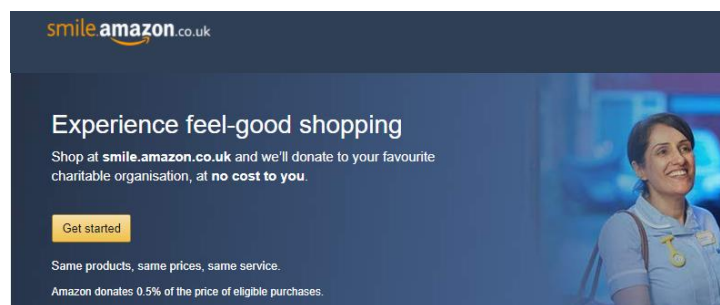 smile.amazon.co.uk
Experience feel-good shopping
Shop at smile.amazon.co.uk and we'll donate to your favourite
charitable organisation, at no cost to you.
Get started
Same products, same prices, same service.
Amazon donates 0.5% of the price of eligible purchases.